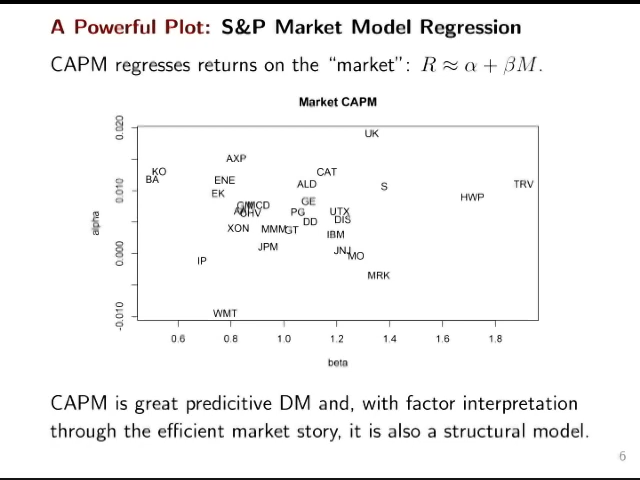 A Powerful Plot: S&P Market Model Regression
CAPM regresses returns on the “market”: R ≈ α + βM.
Market CAPM
0.020
0.010
0.000
-0.010
alpha
UK
AXP
KO
BA
CAT
ENE
ALD
S
TRV
EK
HWP
GE
MCD
PG
UTX
CHV
DD
DIS
XON
MMM
GT
IBM
JPM
JNJ
MO
IP
MRK
WMT
0.6 0.8 1.0 1.2 1.4 1.6 1.8
beta
CAPM is great predicitive DM and, with factor interpretation
through the efficient market story, it is also a structural model.
6